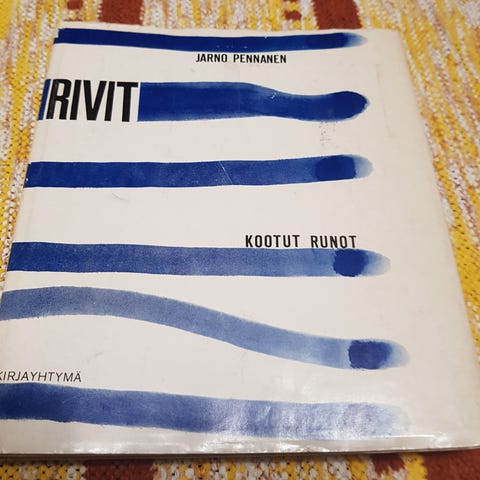 JARNO PENNANEN
RIVIT
KOOTUT RUNOT
KIRJAYHTYMÄ